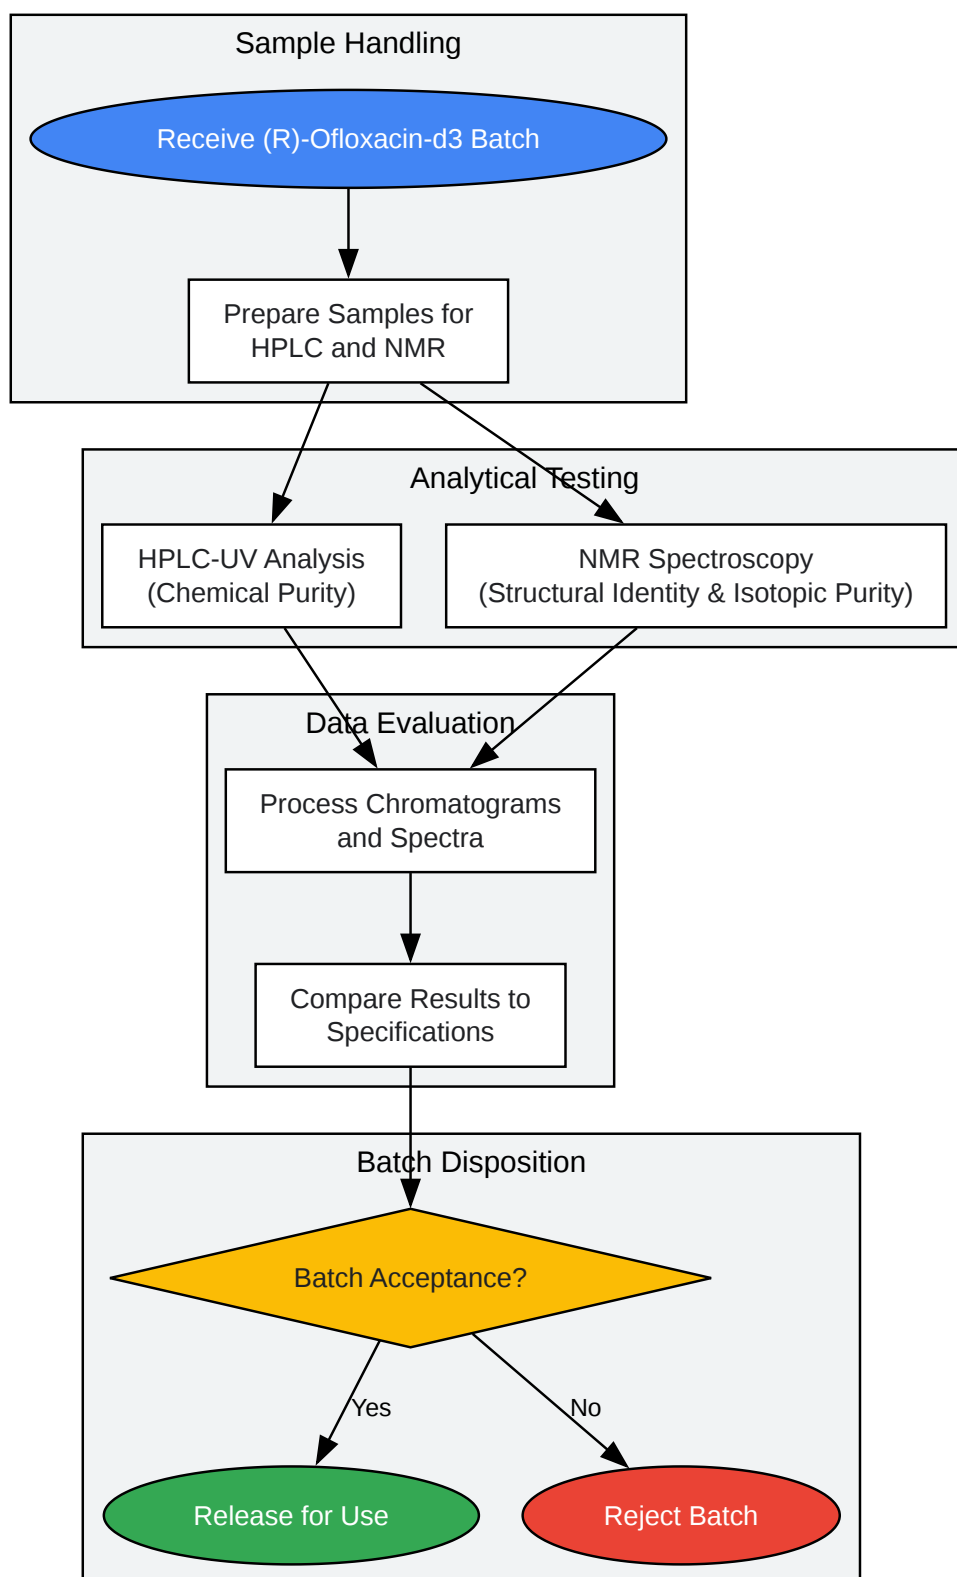 Sample Handling
Receive (R)-Ofloxacin-d3 Batch
Prepare Samples for
HPLC and NMR
Analytical Testing
HPLC-UV Analysis
(Chemical Purity)
NMR Spectroscopy
(Structural Identity & Isotopic Purity)
Data Evaluation
Process Chromatograms
and Spectra
Compare Results to
Specifications
Batch Disposition
Batch Acceptance?
Yes
No
Release for Use
Reject Batch